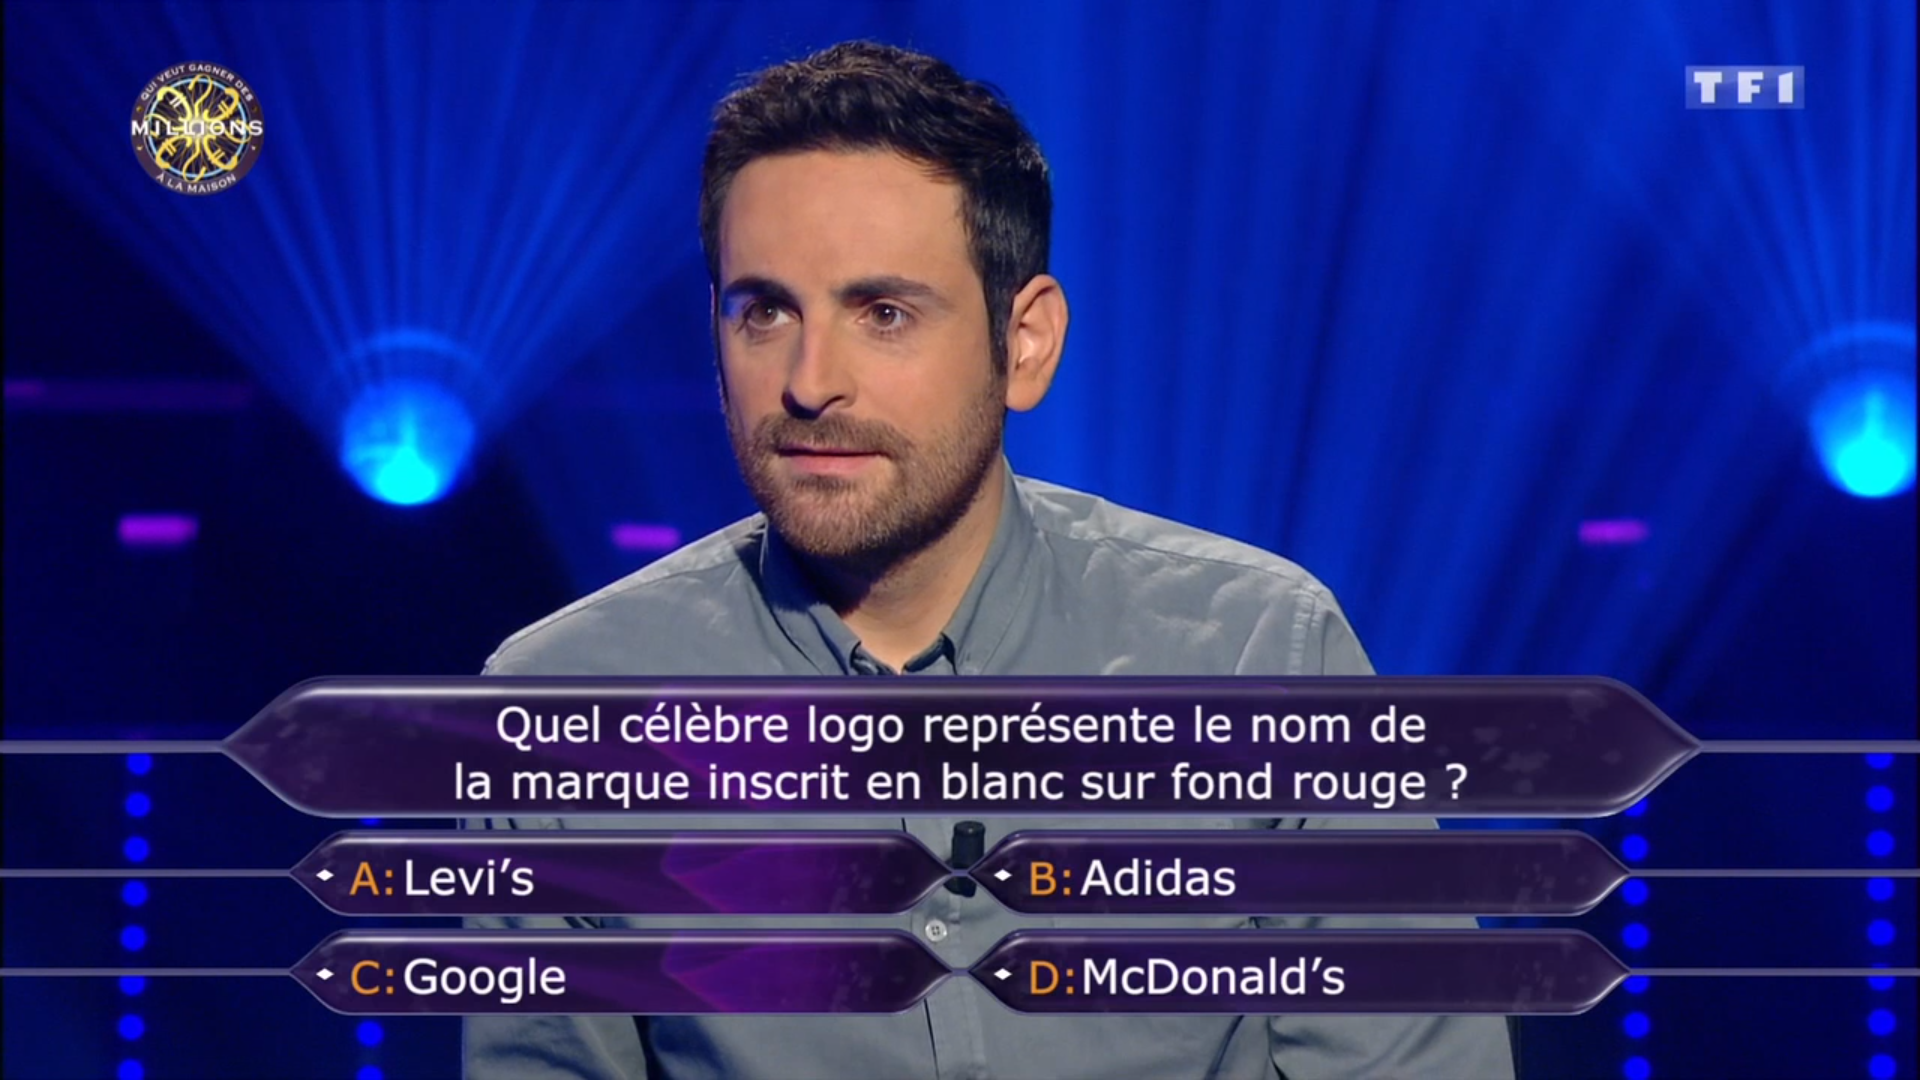 QUI VEUT GAGNER DES
MILLIONS
À LA MAISON
TF1
Quel célèbre logo représente le nom de
la marque inscrit en blanc sur fond rouge ?
A: Levi’s
B: Adidas
C: Google
D: McDonald’s